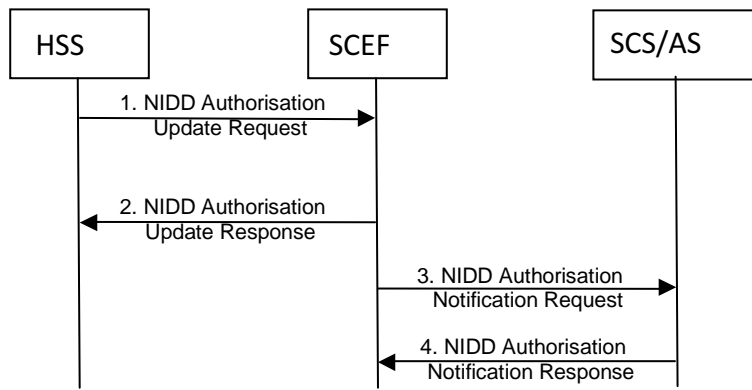 HSS
SCEF
SCS/AS
1. NIDD Authorisation
Update Request
2. NIDD Authorisation
Update Response
3. NIDD Authorisation
Notification Request
4. NIDD Authorisation
Notification Response